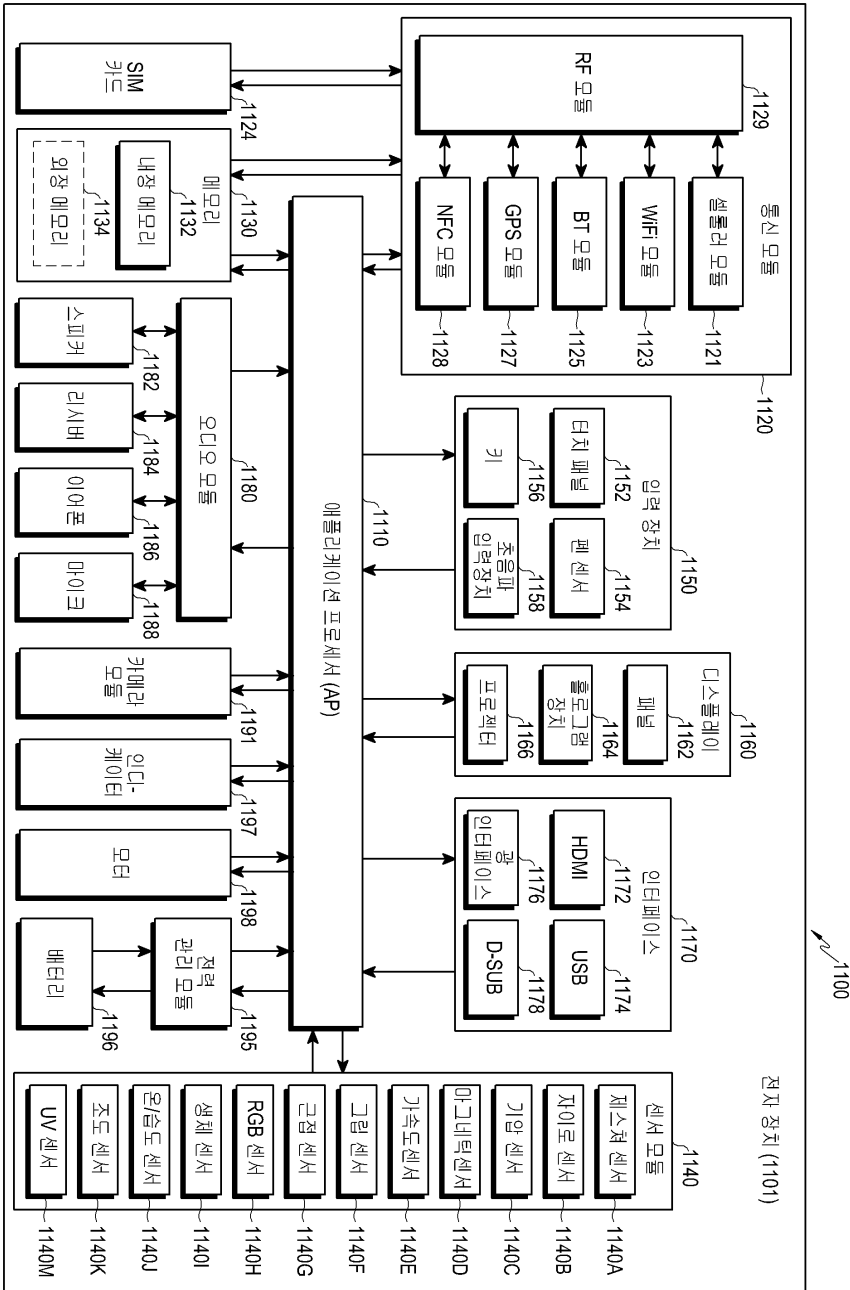 1100
전자 장치 (1101)
통신 모듈
1120
셀룰러 모듈
1121
WiFi 모듈
1123
BT 모듈
1125
GPS 모듈
1127
NFC 모듈
1128
RF 모듈
1129
SIM
카드
1124
메모리
1130
내장 메모리
1132
외장 메모리
1134
입력 장치
1150
터치 패널
1152
펜 센서
1154
키
1156
초음파
입력장치
1158
디스플레이
1160
패널
1162
홀로그램
장치
1164
프로젝터
1166
인터페이스
1170
HDMI
1172
USB
1174
광
인터페이스
1176
D-SUB
1178
애플리케이션 프로세서 (AP)
1110
오디오 모듈
1180
스피커
1182
리시버
1184
이어폰
1186
마이크
1188
카메라
모듈
1191
인디-
케이터
1197
모터
1198
전력
관리 모듈
1195
배터리
1196
센서 모듈
1140
제스쳐 센서
1140A
자이로 센서
1140B
기압 센서
1140C
마그네틱센서
1140D
가속도센서
1140E
그립 센서
1140F
근접 센서
1140G
RGB 센서
1140H
생체 센서
1140I
온/습도 센서
1140J
조도 센서
1140K
UV 센서
1140M